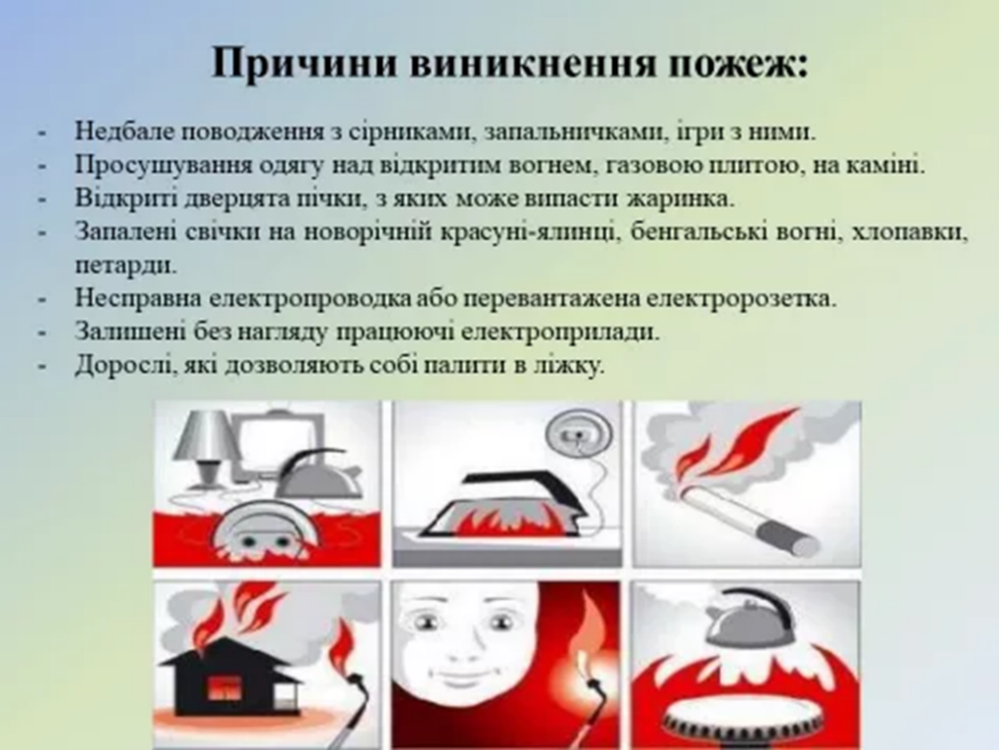 Причини виникнення пожеж:
- Недбале поводження з сірниками, запальничками, ігри з ними.
- Просушування одягу над відкритим вогнем, газовою плитою, на каміні.
- Відкриті дверцята пічки, з яких може випасти жаринка.
- Запалені свічки на новорічній красуні-ялинці, бенгальські вогні, хлопавки,
петарди.
- Несправна електропроводка або перевантажена електророзетка.
- Залишені без нагляду працюючі електроприлади.
- Дорослі, які дозволяють собі палити в ліжку.